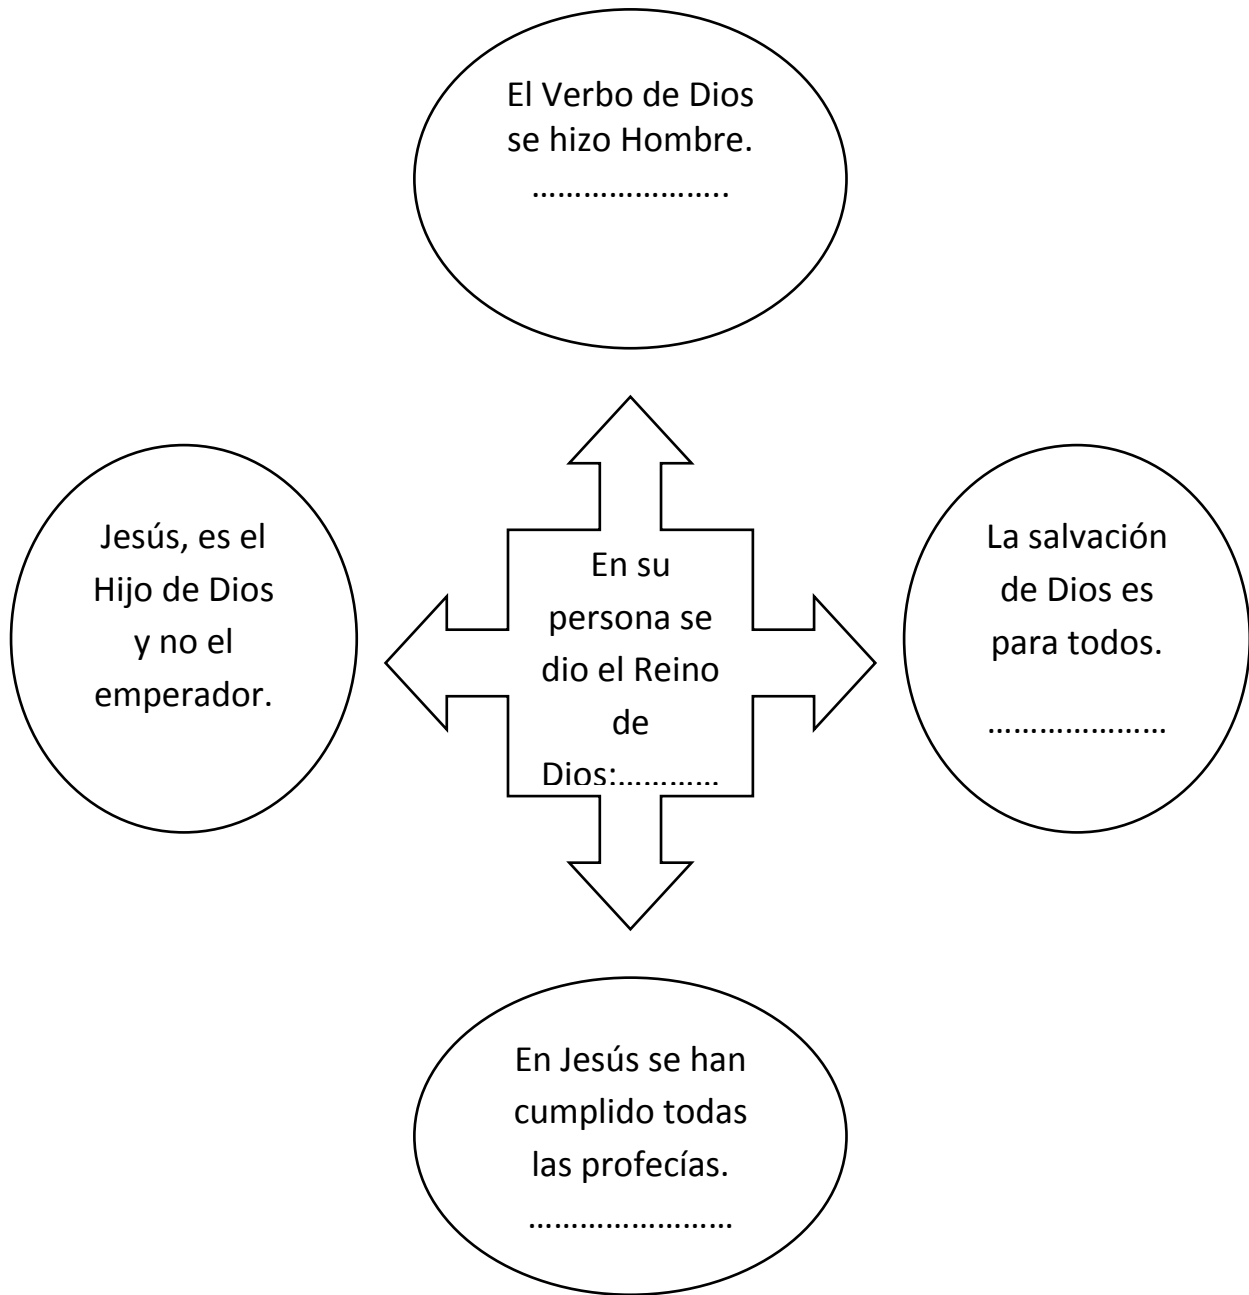 El Verbo de Dios
se hizo Hombre.
…………………..
Jesús, es el
Hijo de Dios
y no el
emperador.
En su
persona se
dio el Reino
de
Dios:…………
La salvación
de Dios es
para todos.
…………………
En Jesús se han
cumplido todas
las profecías.
……………………